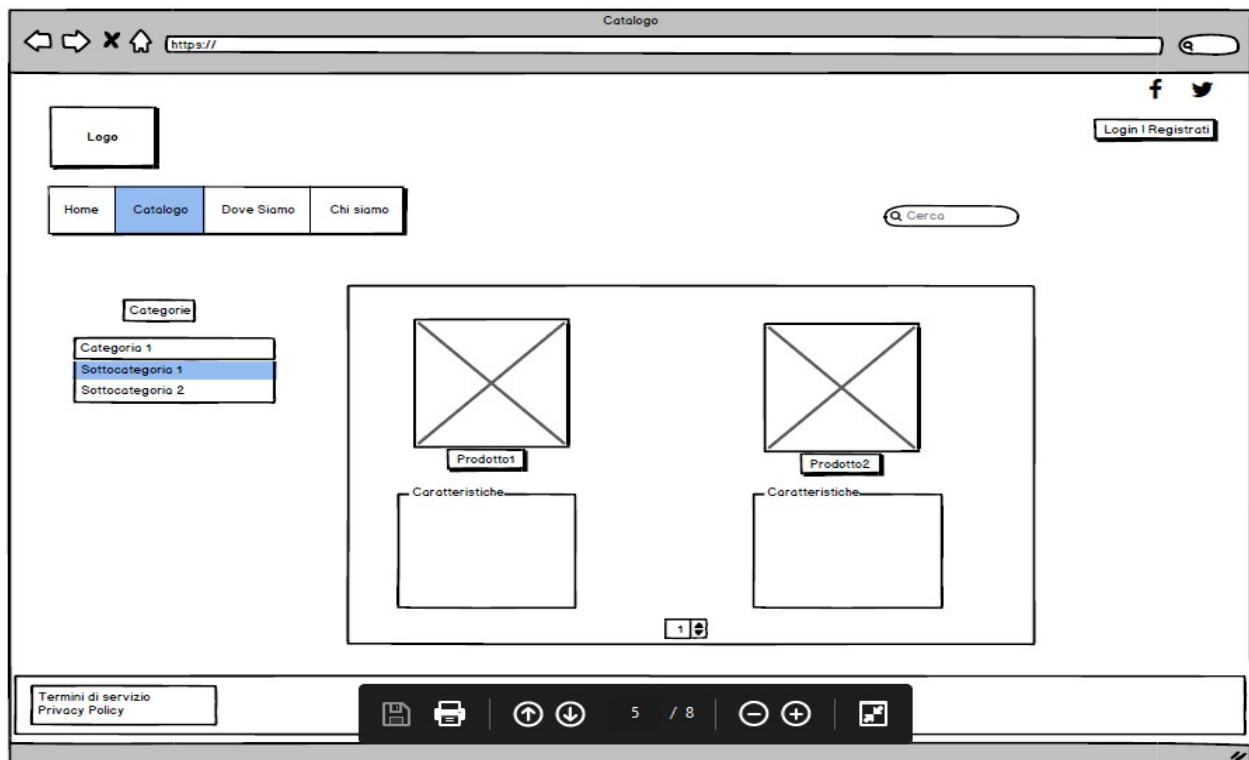 Catalogo
https://
Logo
Login | Registrati
Home Catalogo Dove Siamo Chi siamo
Cerca
Categorie
Categoria 1
Sottocategoria 1
Sottocategoria 2
Prodotto1
Prodotto2
Caratteristiche
Caratteristiche
1
Termini di servizio
Privacy Policy
5 / 8